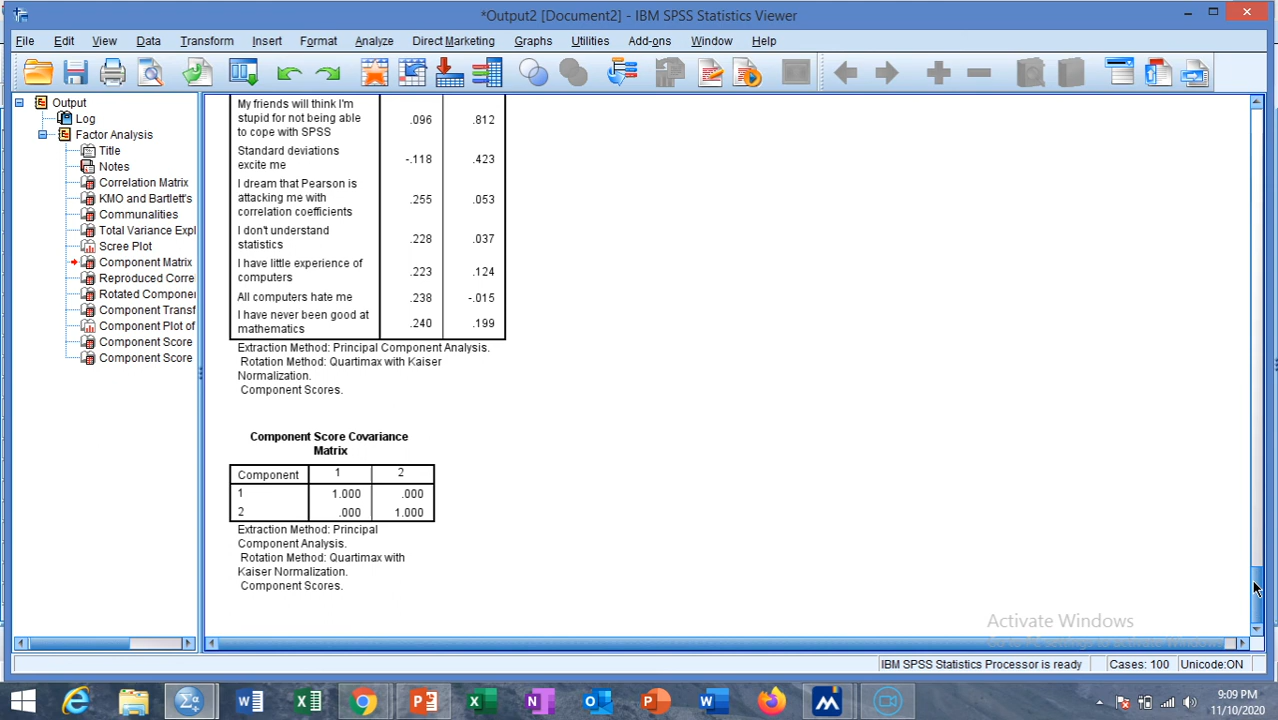 *Output2 [Document2] - IBM SPSS Statistics Viewer
File Edit View Data Transform Insert Format Analyze Direct Marketing Graphs Utilities Add-ons Window Help
Output
Log
Factor Analysis
Title
Notes
Correlation Matrix
KMO and Bartlett's
Communalities
Total Variance Expl
Scree Plot
Component Matrix
Reproduced Corre
Rotated Componer
Component Transf
Component Plot of
Component Score
Component Score
My friends will think I'm
stupid for not being able
to cope with SPSS
.096 .812
Standard deviations
excite me
-.118 .423
I dream that Pearson is
attacking me with
correlation coefficients
.255 .053
I don't understand
statistics
.228 .037
I have little experience of
computers
.223 .124
All computers hate me .238 -.015
I have never been good at
mathematics
.240 .199
Extraction Method: Principal Component Analysis.
Rotation Method: Quartimax with Kaiser
Normalization.
Component Scores.
Component Score Covariance
Matrix
Component 1 2
1 1.000 .000
2 .000 1.000
Extraction Method: Principal
Component Analysis.
Rotation Method: Quartimax with
Kaiser Normalization.
Component Scores.
Activate Windows
Go to PC settings to activate Windows.
IBM SPSS Statistics Processor is ready Cases: 100 Unicode:ON
9:09 PM
11/10/2020